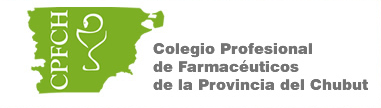 CPFCH
Colegio Profesional
de Farmacéuticos
de la Provincia del Chubut